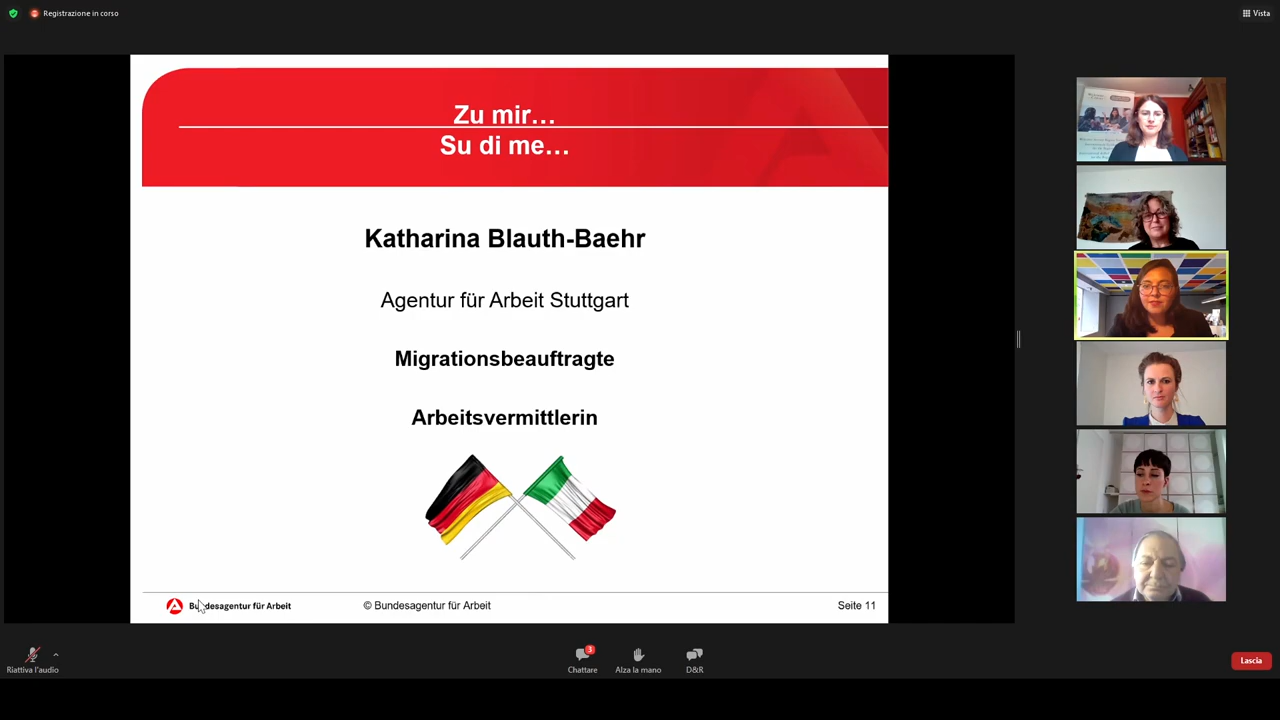 Registrazione in corso
Vista
Zu mir…
Su di me…
Katharina Blauth-Baehr
Agentur für Arbeit Stuttgart
Migrationsbeauftragte
Arbeitsvermittlerin
Bundesagentur für Arbeit
© Bundesagentur für Arbeit
Seite 11
Riattiva l'audio
3
Chattare
Alza la mano
D&R
Lascia